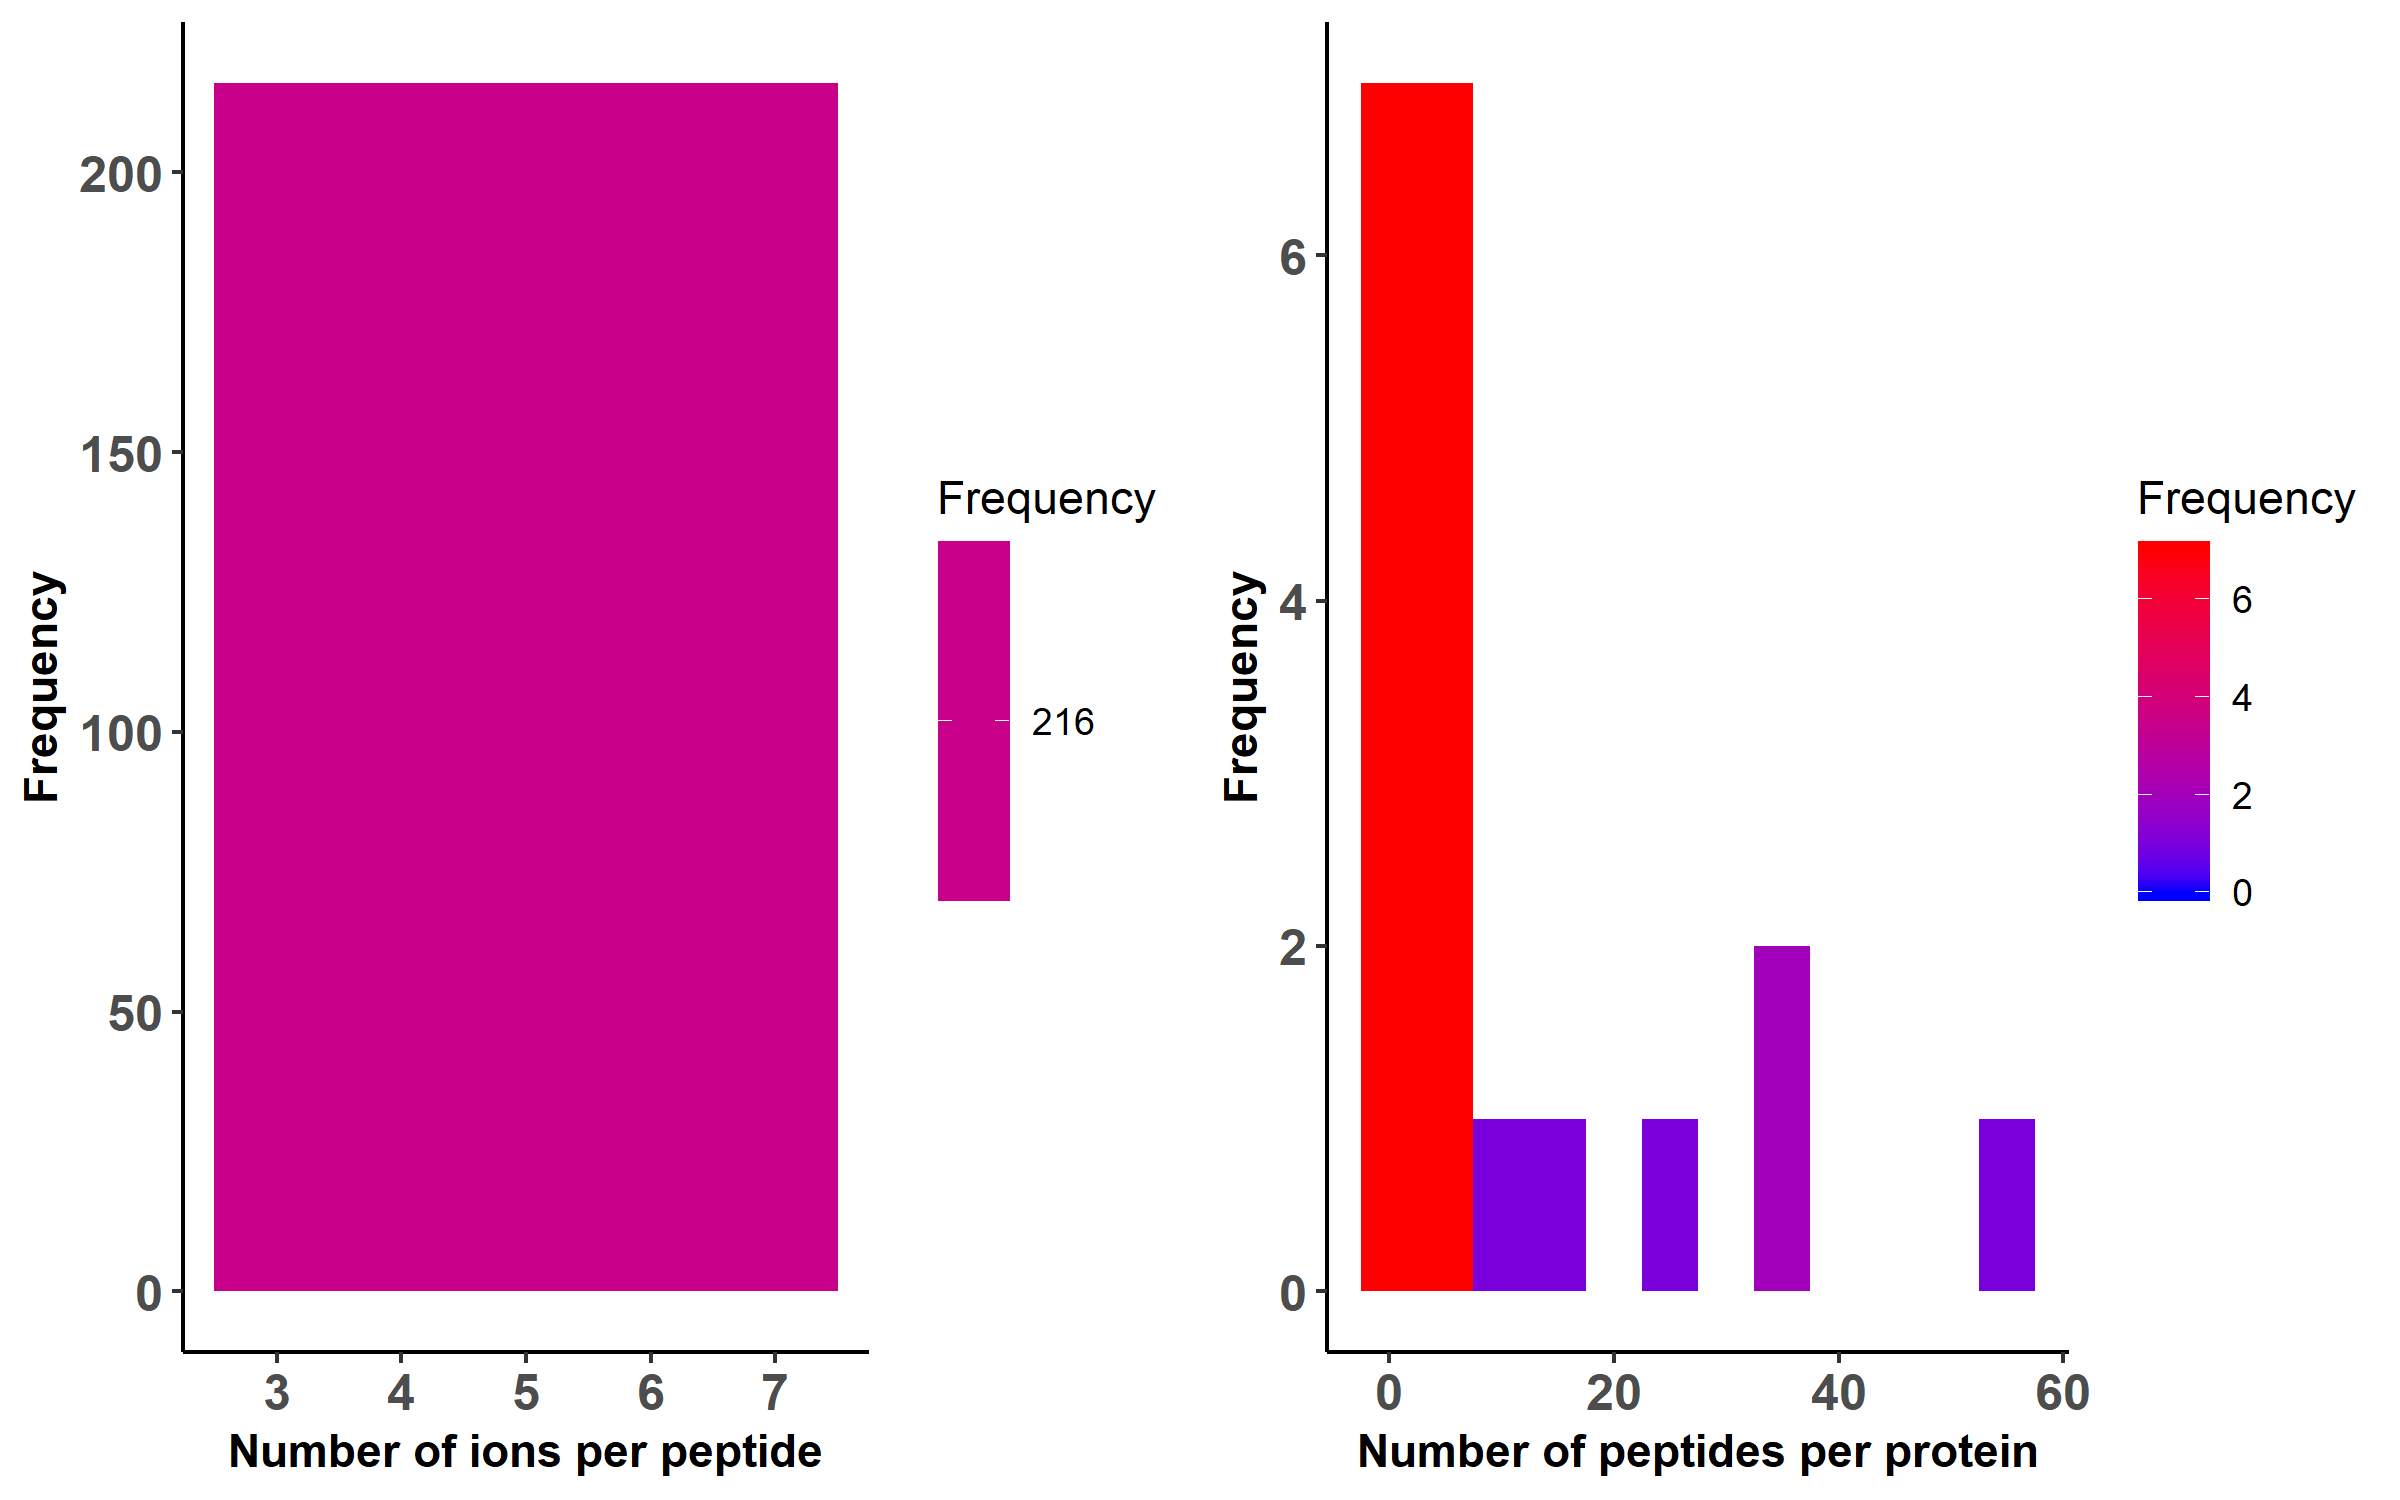 Frequency
200
150
100
50
0
3 4 5 6 7
Number of ions per peptide
Frequency
216
Frequency
6
4
2
0
0 20 40 60
Number of peptides per protein
Frequency
6
4
2
0